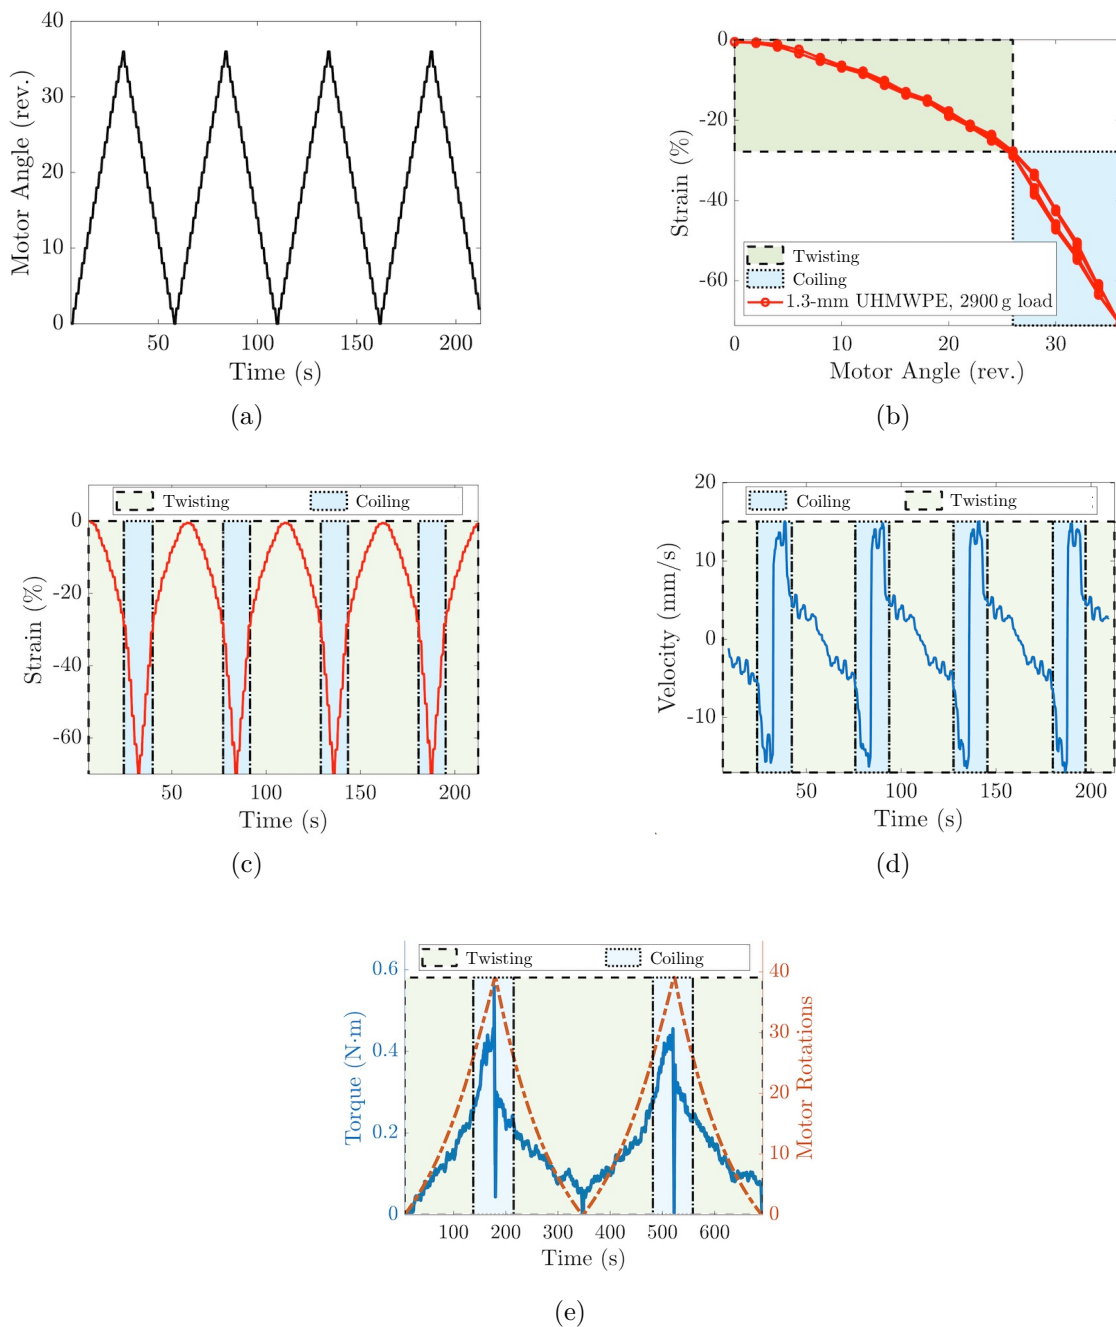 40
30
20
10
0
Motor Angle (rev.)
50 100 150 200
Time (s)
(a)
0
-20
-40
-60
Strain (%)
Twisting
Coiling
1.3-mm UHMWPE, 2900 g load
0 10 20 30
Motor Angle (rev.)
(b)
Twisting Coiling
0
-20
-40
-60
Strain (%)
50 100 150 200
Time (s)
(c)
20
10
0
-10
Velocity (mm/s)
Coiling Twisting
50 100 150 200
Time (s)
(d)
Twisting Coiling
0.6
0.4
0.2
0
Torque (N·m)
40
30
20
10
0
Motor Rotations
100 200 300 400 500 600
Time (s)
(e)